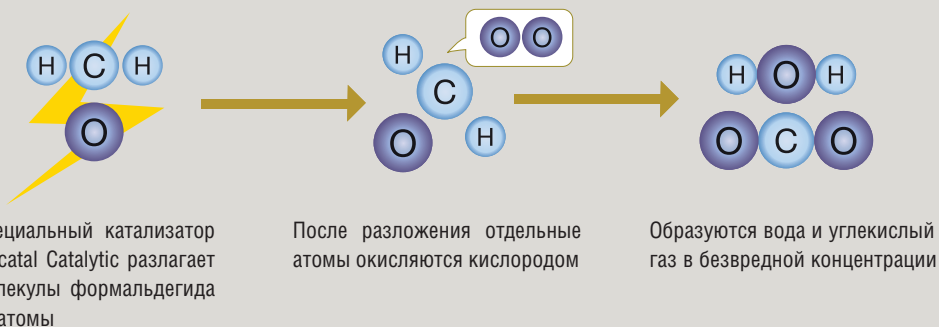 H C H
O
H
C
O
H
O O
H O H
O C O
ециальный катализатор
catal Catalytic разлагает
лекулы формальдегида
атомы
После разложения отдельные
атомы окисляются кислородом
Образуются вода и углекислый
газ в безвредной концентрации